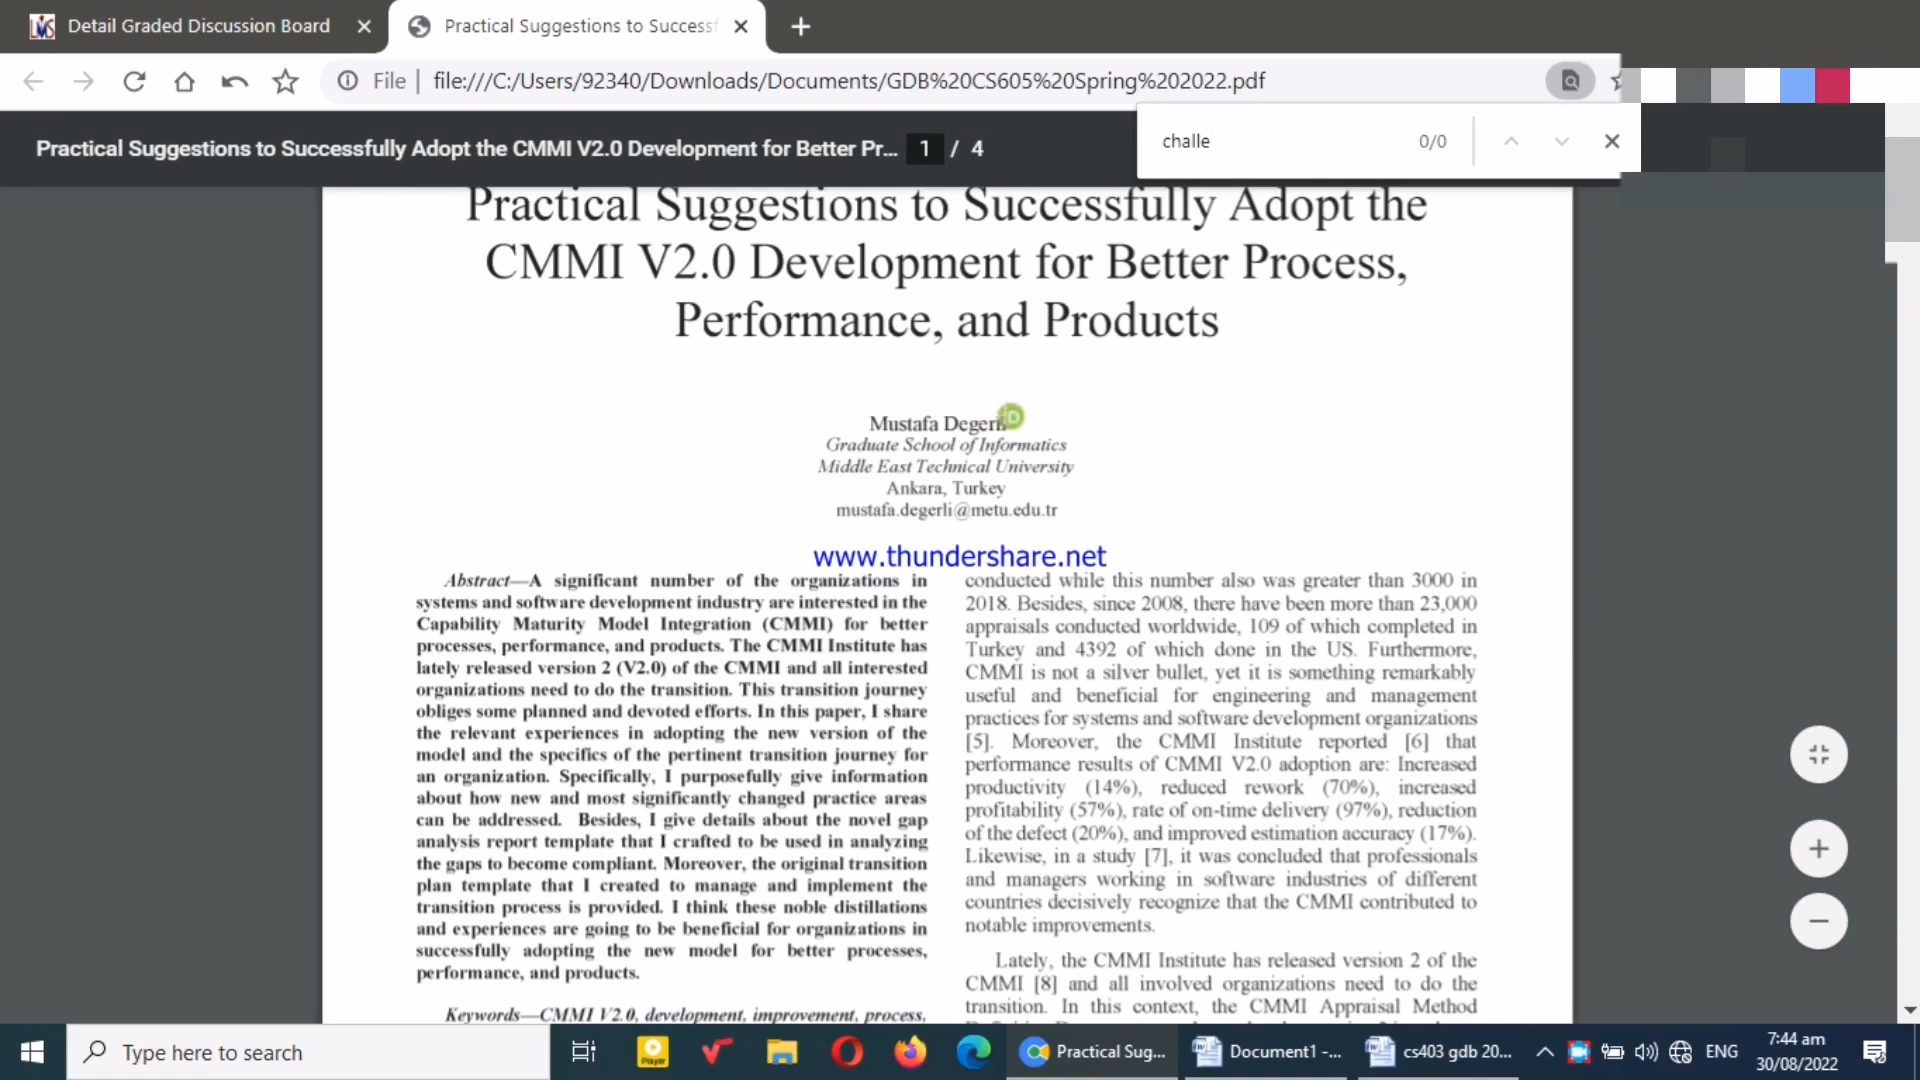 Detail Graded Discussion Board
Practical Suggestions to Success
File
file:///C:/Users/92340/Downloads/Documents/GDB%20CS605%20Spring%202022.pdf
challe
0/0
Practical Suggestions to Successfully Adopt the CMMI V2.0 Development for Better Pr... 1 / 4
Practical Suggestions to Successfully Adopt the
CMMI V2.0 Development for Better Process,
Performance, and Products
Mustafa Degerli
Graduate School of Informatics
Middle East Technical University
Ankara, Turkey
mustafa.degerli@metu.edu.tr
www.thundershare.net
Abstract—A significant number of the organizations in
systems and software development industry are interested in the
Capability Maturity Model Integration (CMMI) for better
processes, performance, and products. The CMMI Institute has
lately released version 2 (V2.0) of the CMMI and all interested
organizations need to do the transition. This transition journey
obliges some planned and devoted efforts. In this paper, I share
the relevant experiences in adopting the new version of the
model and the specifics of the pertinent transition journey for
an organization. Specifically, I purposefully give information
about how new and most significantly changed practice areas
can be addressed. Besides, I give details about the novel gap
analysis report template that I crafted to be used in analyzing
the gaps to become compliant. Moreover, the original transition
plan template that I created to manage and implement the
transition process is provided. I think these noble distillations
and experiences are going to be beneficial for organizations in
successfully adopting the new model for better processes,
performance, and products.
Keywords—CMMI V2.0, development, improvement, process,
conducted while this number also was greater than 3000 in
2018. Besides, since 2008, there have been more than 23,000
appraisals conducted worldwide, 109 of which completed in
Turkey and 4392 of which done in the US. Furthermore,
CMMI is not a silver bullet, yet it is something remarkably
useful and beneficial for engineering and management
practices for systems and software development organizations
[5]. Moreover, the CMMI Institute reported [6] that
performance results of CMMI V2.0 adoption are: Increased
productivity (14%), reduced rework (70%), increased
profitability (57%), rate of on-time delivery (97%), reduction
of the defect (20%), and improved estimation accuracy (17%).
Likewise, in a study [7], it was concluded that professionals
and managers working in software industries of different
countries decisively recognize that the CMMI contributed to
notable improvements.
Lately, the CMMI Institute has released version 2 of the
CMMI [8] and all involved organizations need to do the
transition. In this context, the CMMI Appraisal Method
Type here to search
Player
Practical Sug...
Document1 -...
cs403 gdb 20...
ENG
7:44 am
30/08/2022